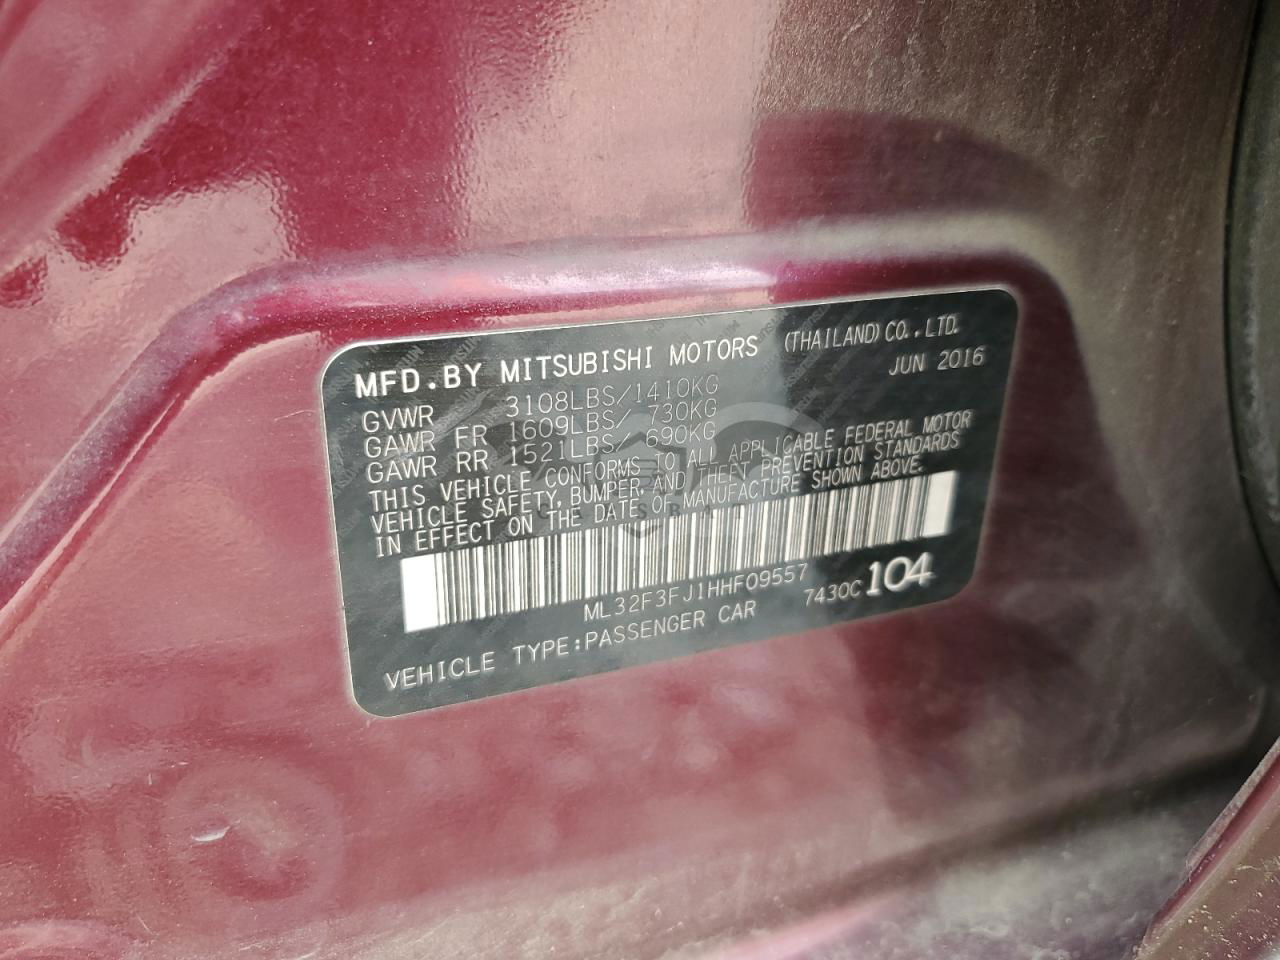 MFD.BY MITSUBISHI MOTORS (THAILAND)CO.,LTD.
JUN 2016
GVWR 3108LBS/1410KG
GAWR FR 1609LBS/ 730KG
GAWR RR 1521LBS/ 690KG
THIS VEHICLE CONFORMS TO ALL APPLICABLE FEDERAL MOTOR
VEHICLE SAFETY, BUMPER, AND THEFT PREVENTION STANDARDS
IN EFFECT ON THE DATE OF MANUFACTURE SHOWN ABOVE.
ML32F3FJ1HHF09557
7430C 104
VEHICLE TYPE:PASSENGER CAR